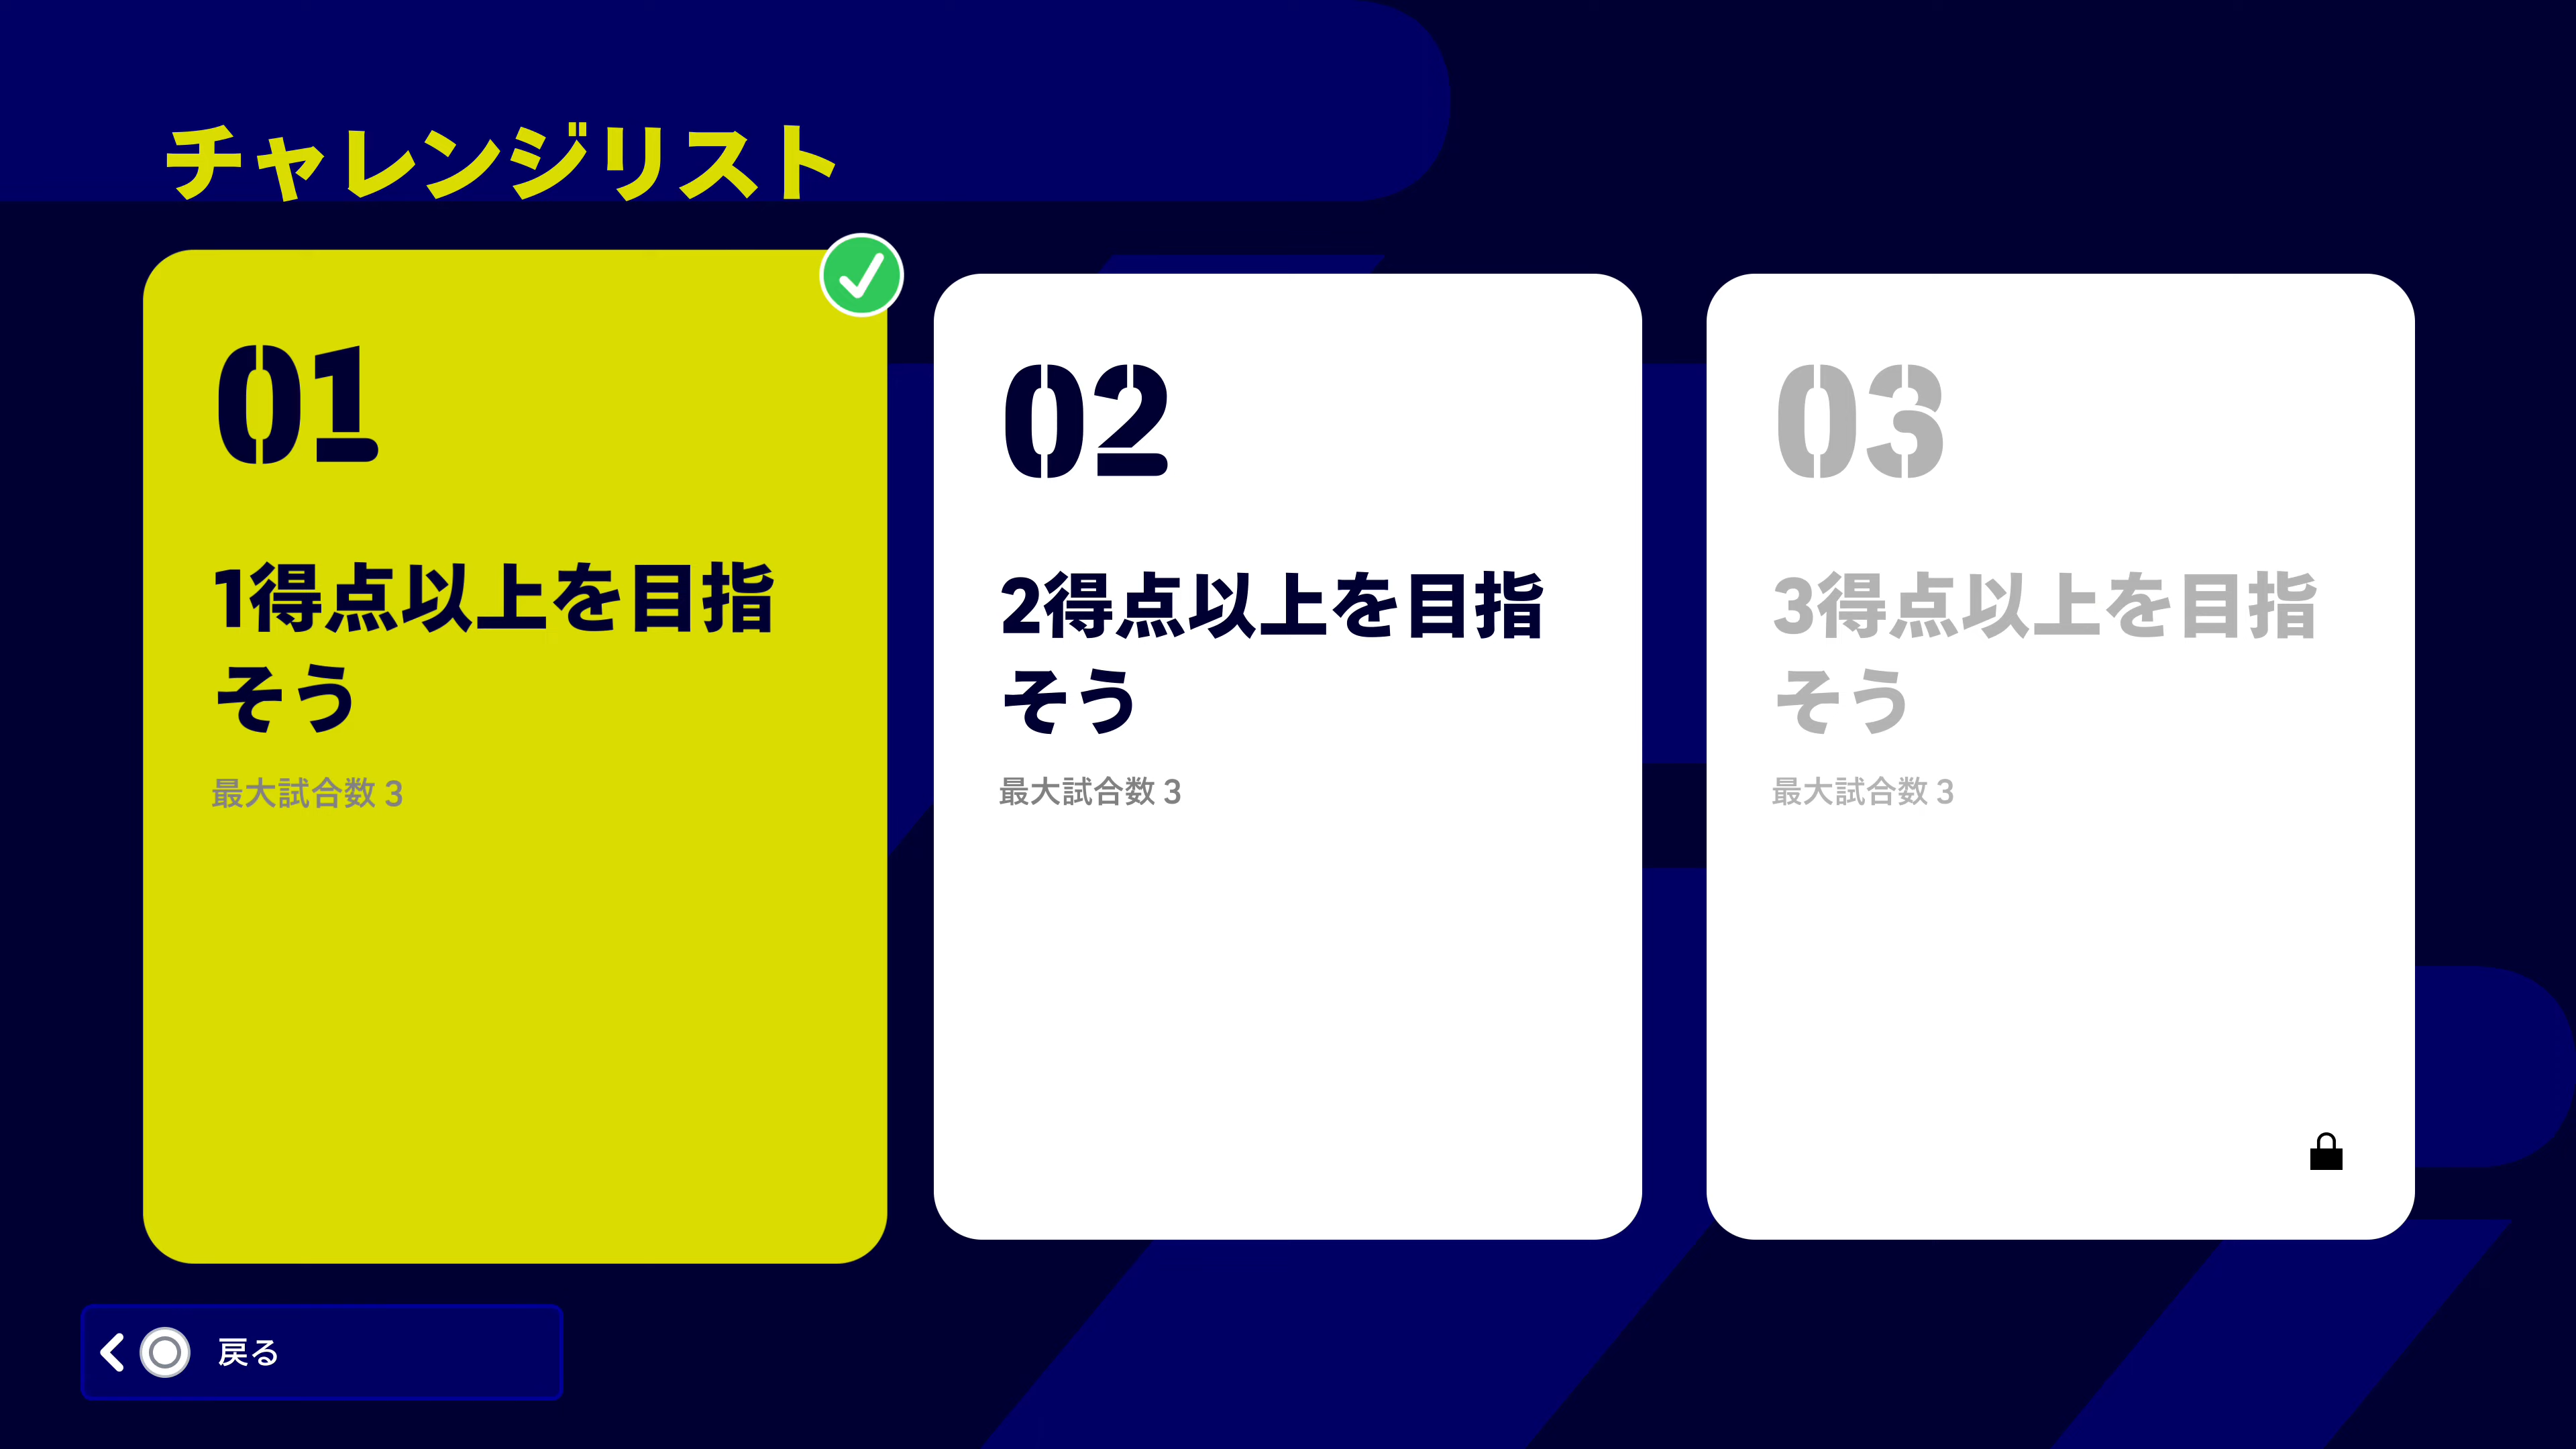 チャレンジリスト
01
1得点以上を目指
そう
最大試合数 3
02
2得点以上を目指
そう
最大試合数 3
03
3得点以上を目指
そう
最大試合数 3
戻る